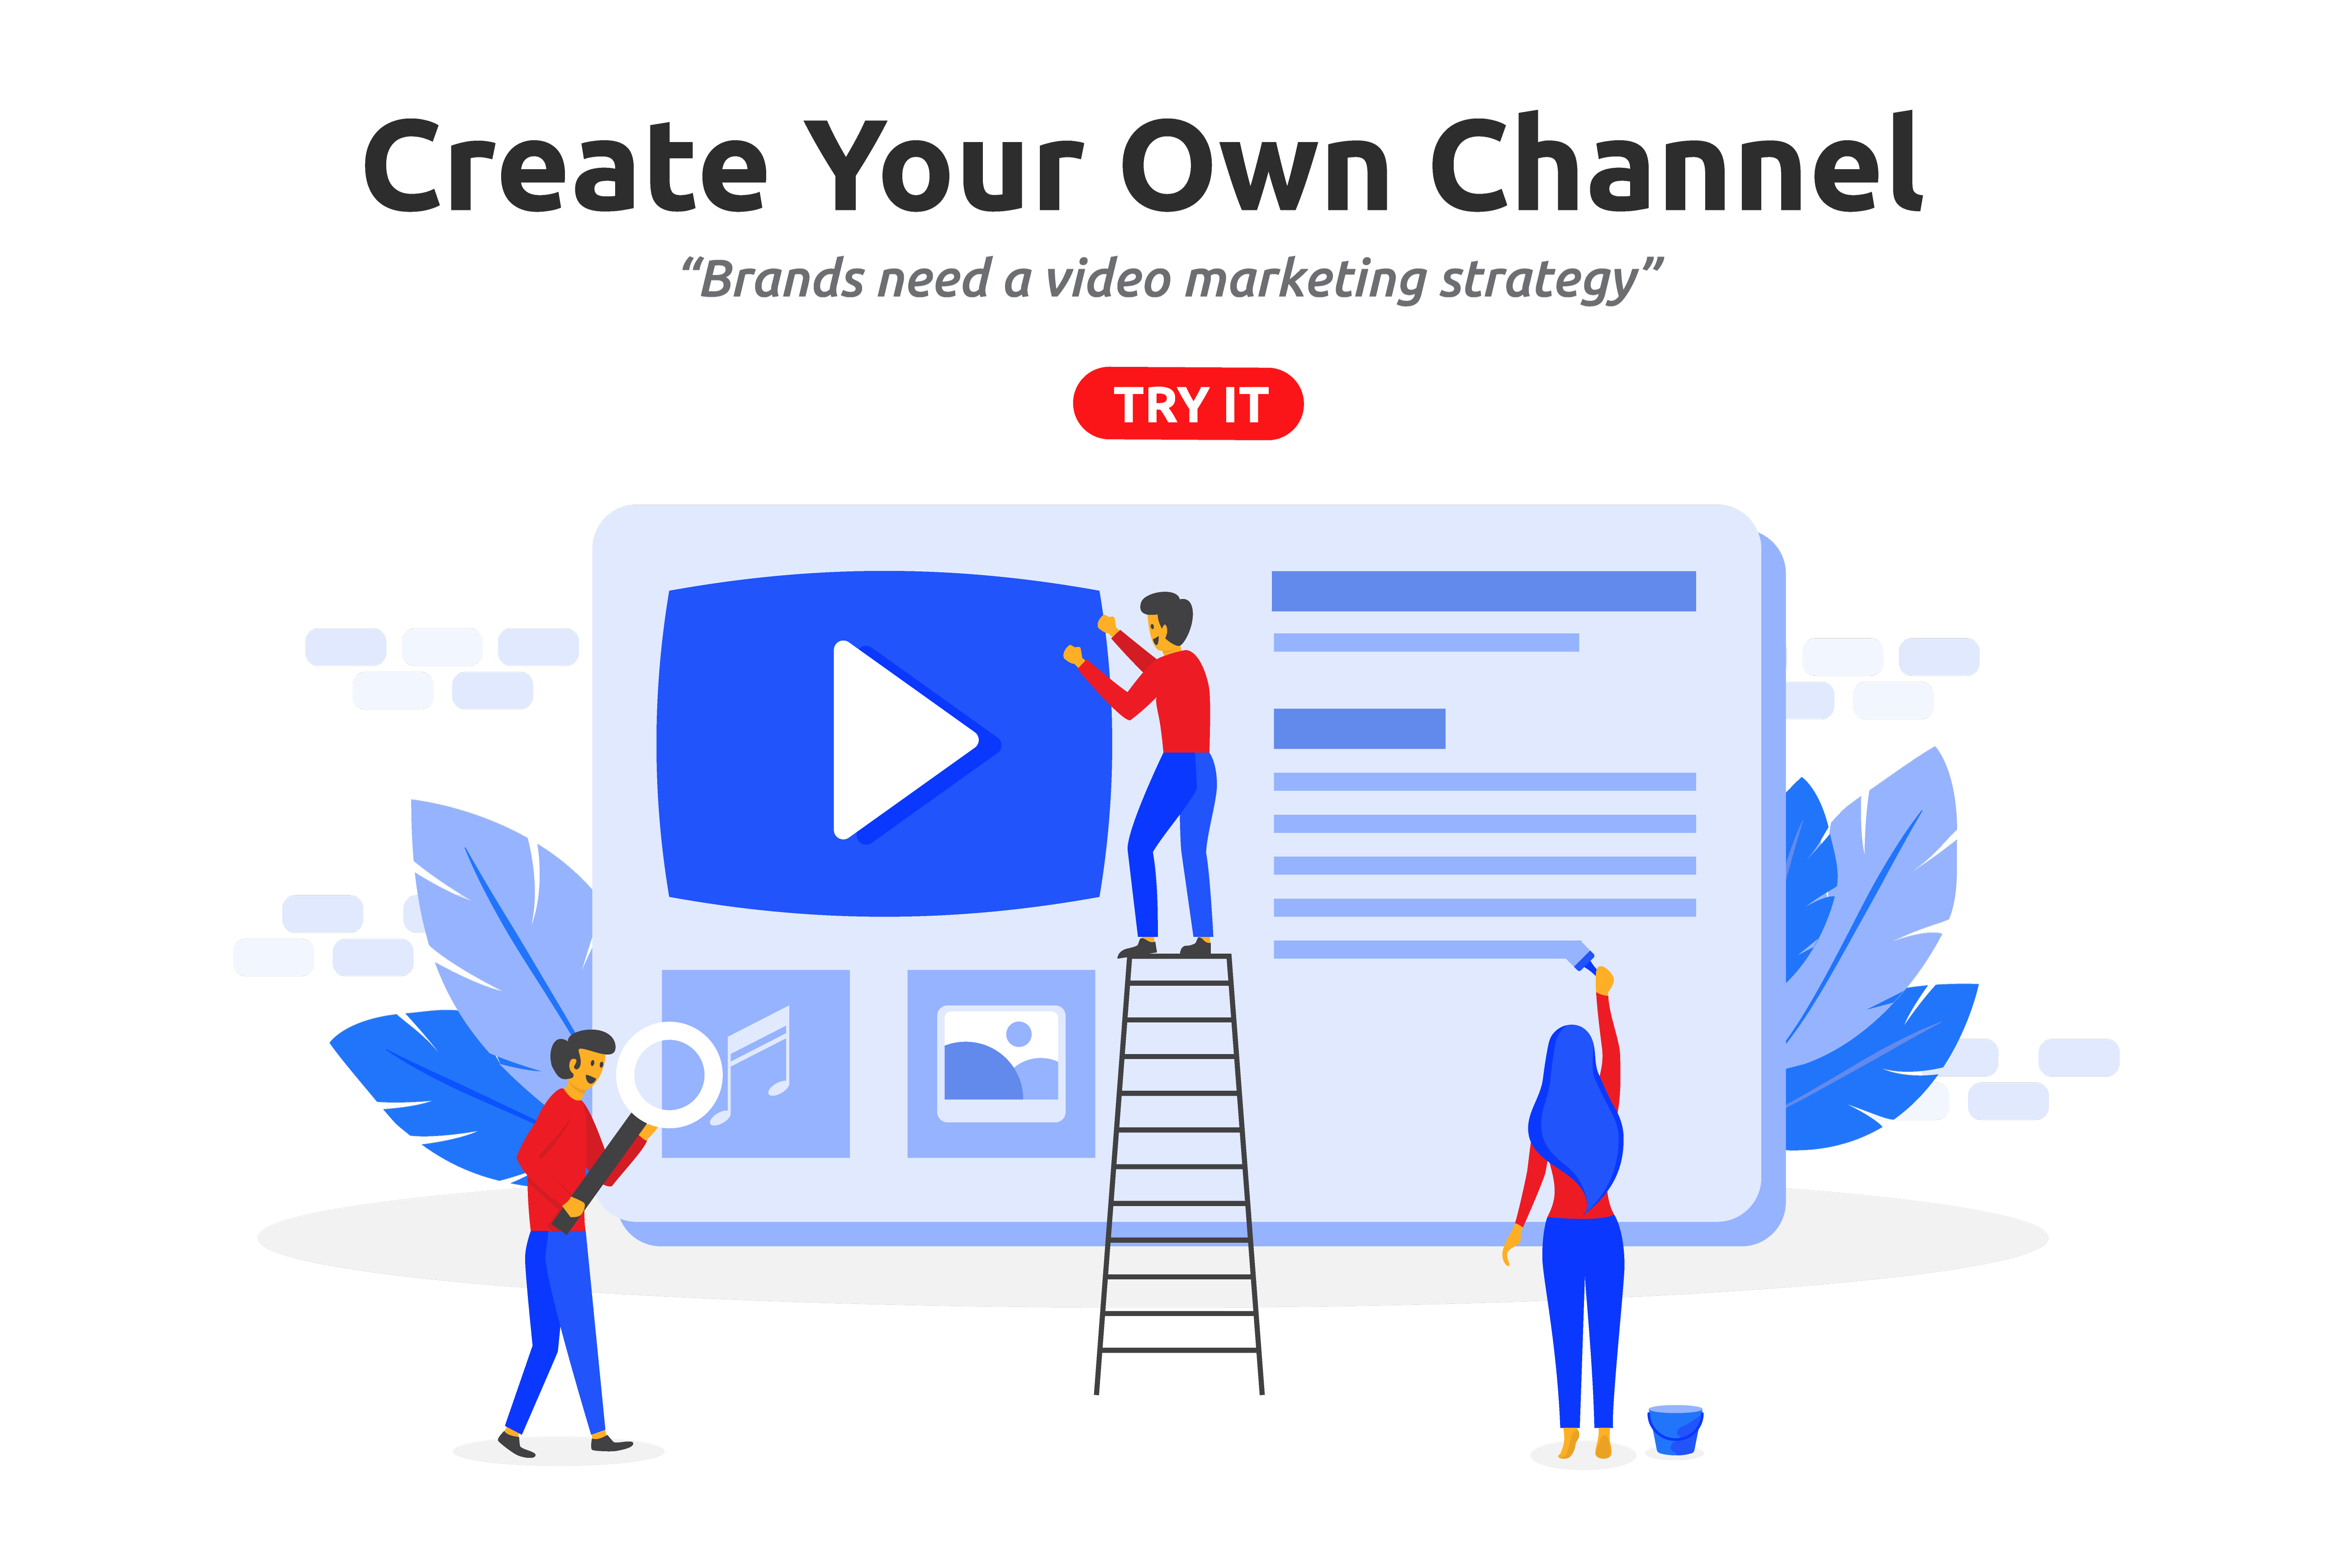 Create Your Own Channel
“Brands need a video marketing strategy”
TRY IT